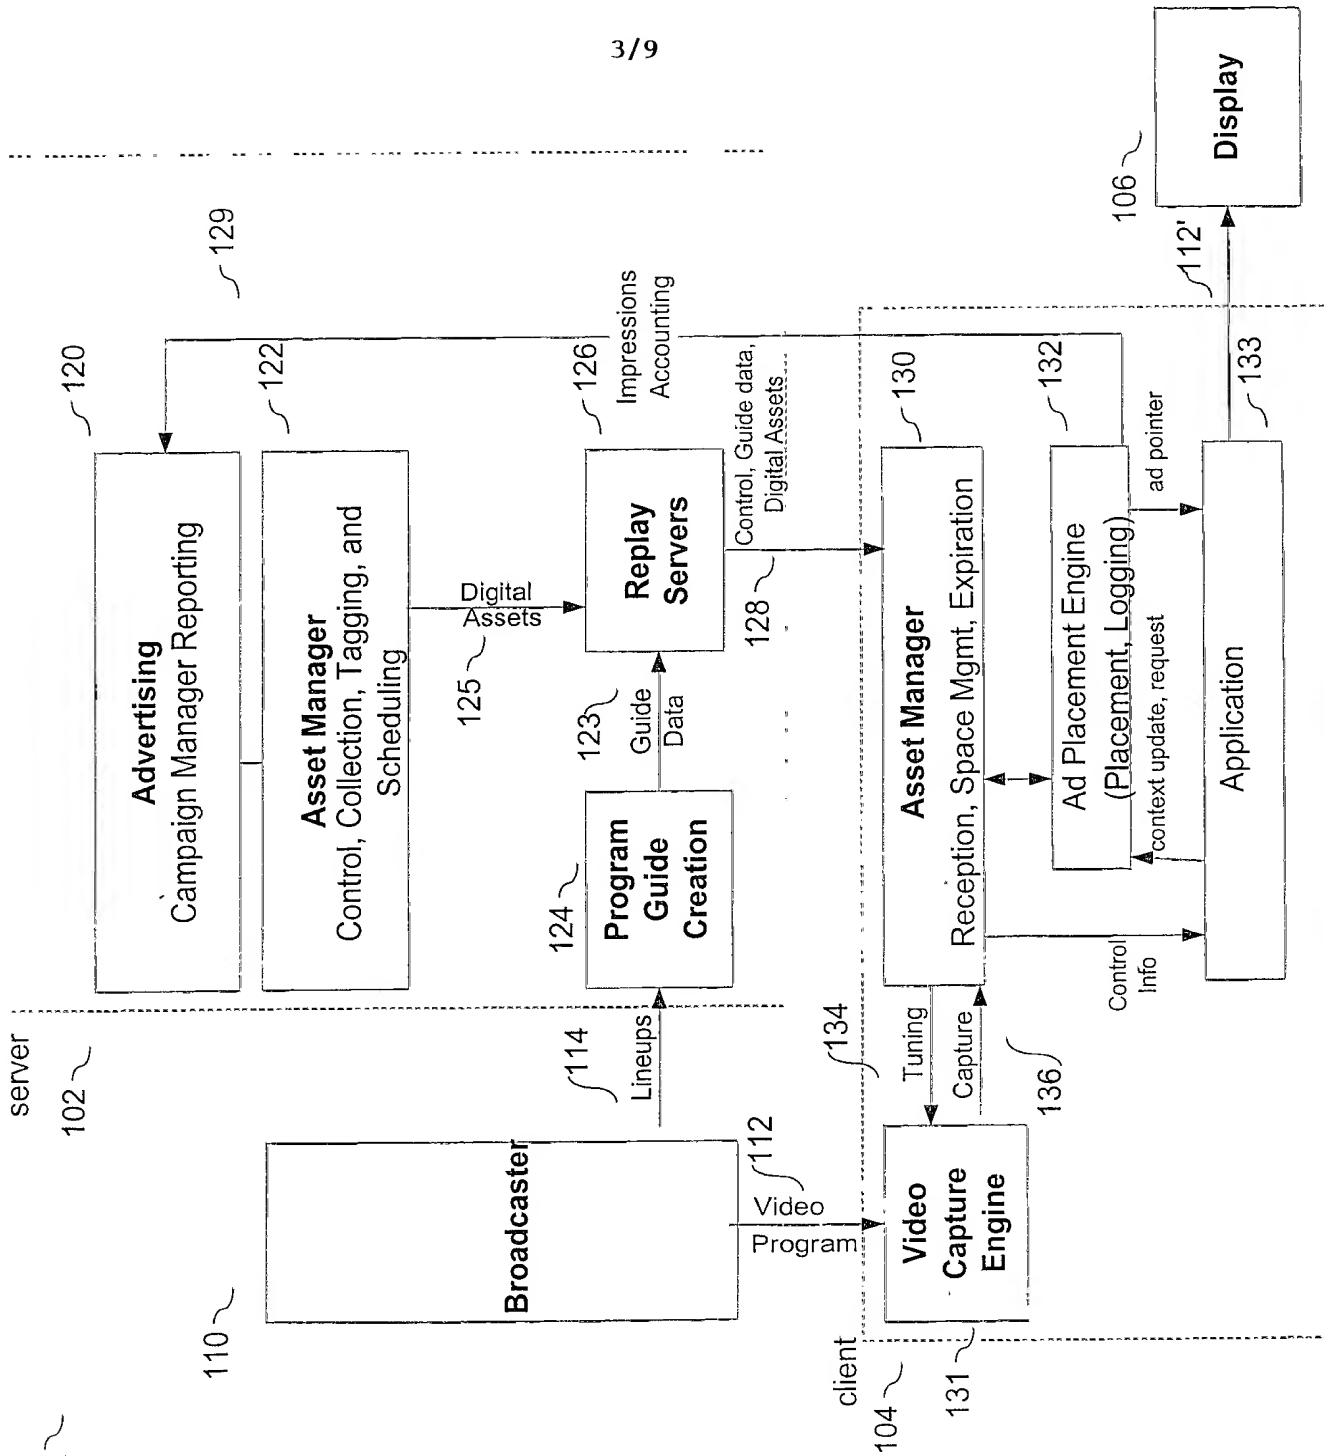 3/9
server
102
120
Advertising
Campaign Manager Reporting
122
Asset Manager
Control, Collection, Tagging, and
Scheduling
129
110
Broadcaster
114
Lineups
124
Program
Guide
Creation
123
Guide
Data
125
Digital
Assets
126
Replay
Servers
Impressions
Accounting
112
Video
Program
128
Control, Guide data,
Digital Assets
client
104
131
Video
Capture
Engine
134
Tuning
Capture
136
130
Asset Manager
Reception, Space Mgmt, Expiration
132
Ad Placement Engine
(Placement, Logging)
Control
Info
context update, request
ad pointer
133
Application
112'
106
Display